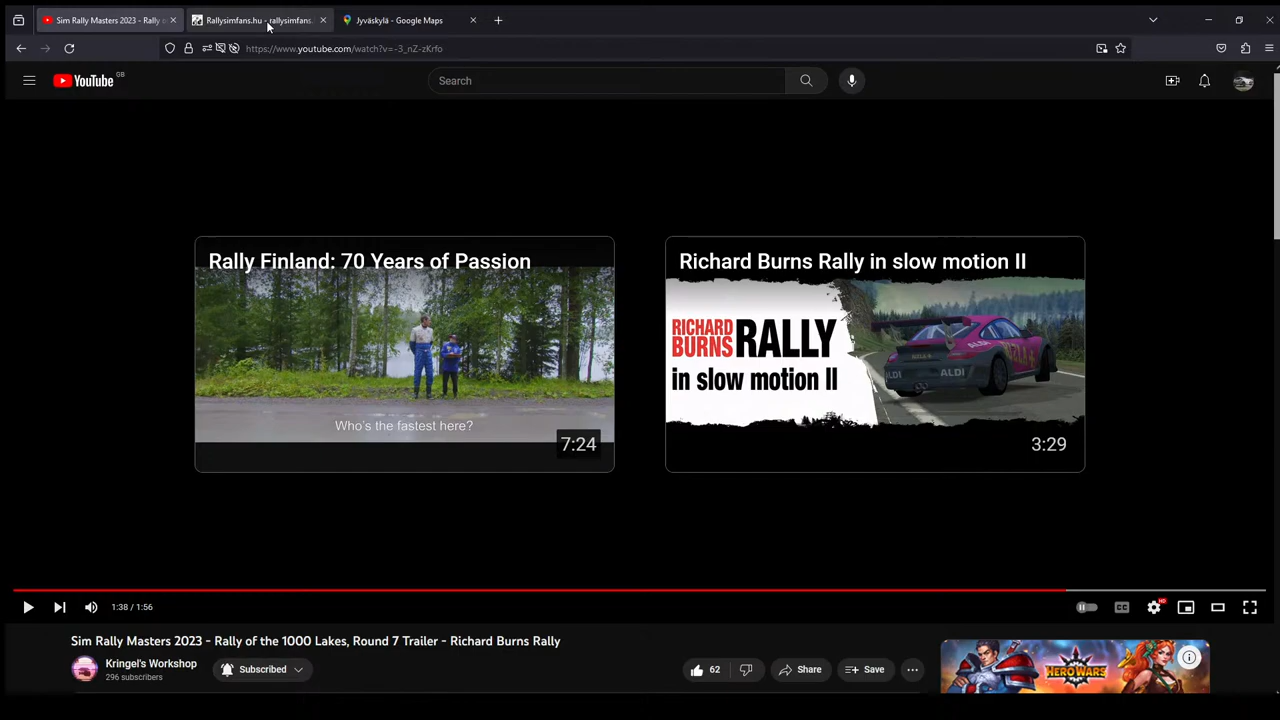 Sim Rally Masters 2023 - Rally o
Rallysimfans.hu - rallysimfans.
Jyväskylä - Google Maps
https://www.youtube.com/watch?v=-3_nZ-zKrfo
YouTube GB
Search
Rally Finland: 70 Years of Passion
Who's the fastest here?
7:24
Richard Burns Rally in slow motion II
RICHARD
BURNS RALLY
in slow motion II
ALDI
ALDI
3:29
1:38 / 1:56
HD
Sim Rally Masters 2023 - Rally of the 1000 Lakes, Round 7 Trailer - Richard Burns Rally
Kringel's Workshop
296 subscribers
Subscribed
62
Share
Save
HERO WARS